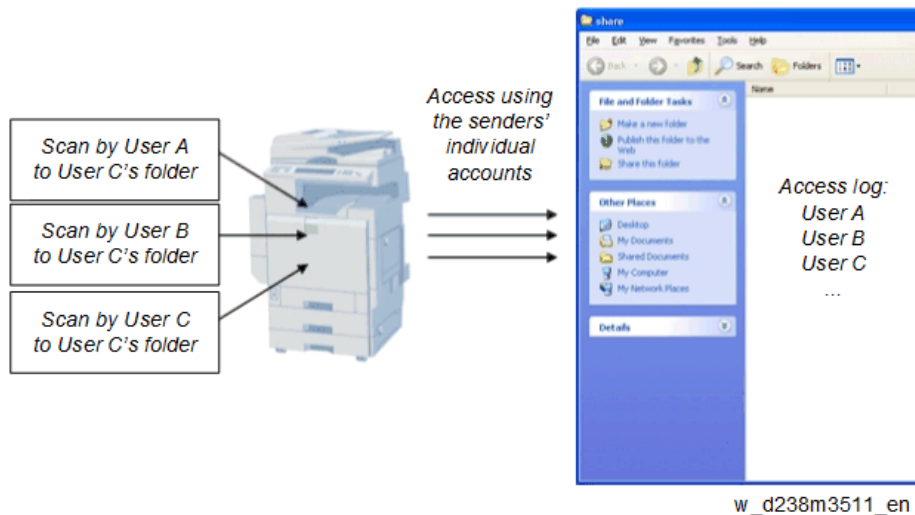 Scan by User A
to User C's folder
Scan by User B
to User C's folder
Scan by User C
to User C's folder
Access using
the senders'
individual
accounts
share
File Edit View Favorites Tools Help
Back Search Folders
Name
File and Folder Tasks
Make a new folder
Publish this folder to the
Web
Share this folder
Other Places
Desktop
My Documents
Shared Documents
My Computer
My Network Places
Details
Access log:
User A
User B
User C
...
w_d238m3511_en